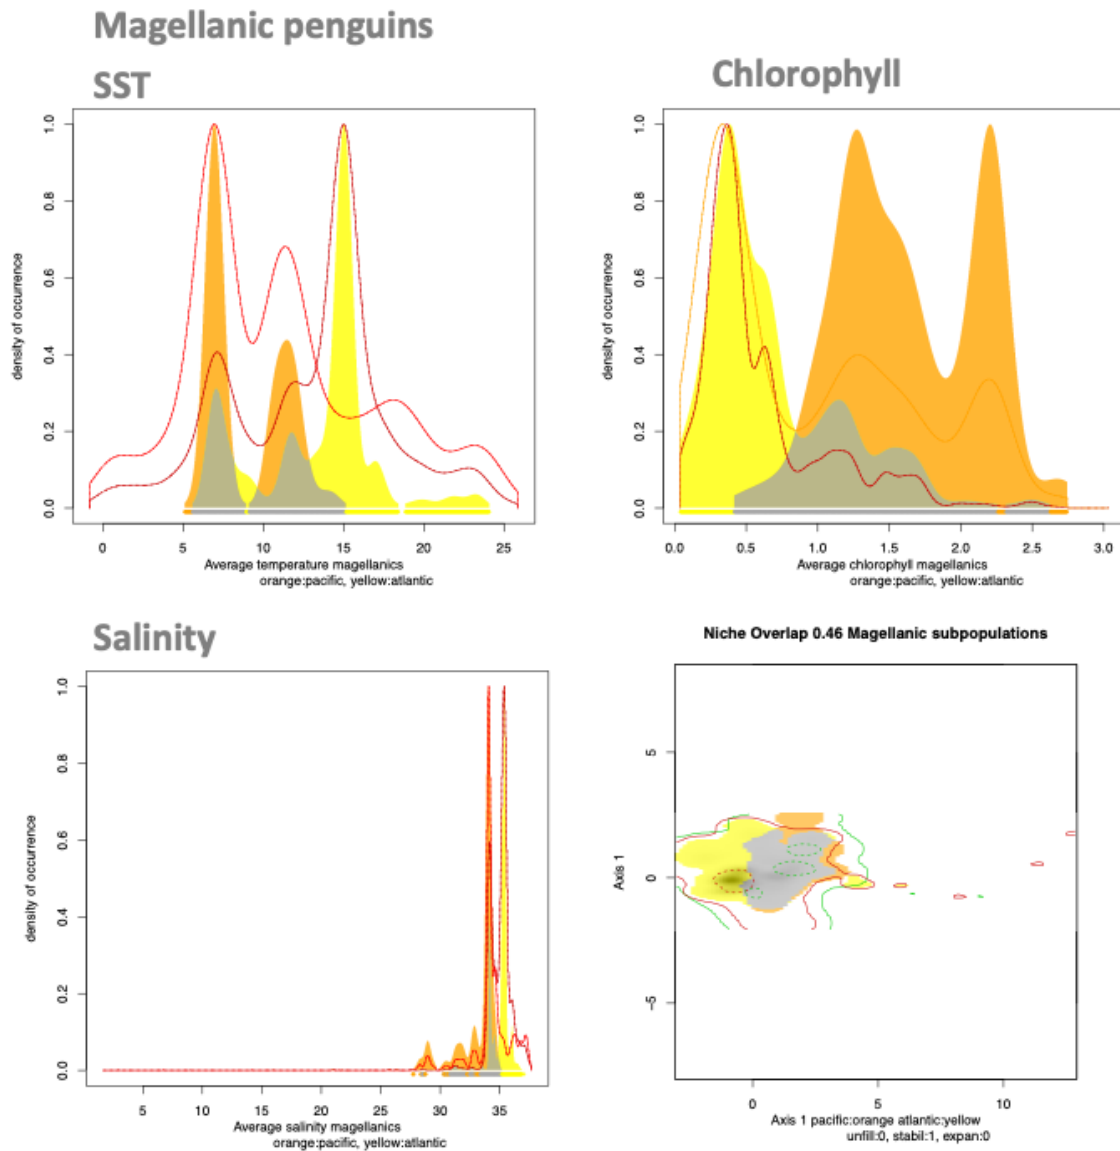 Magellanic penguins
SST
Chlorophyll
1.0
0.8
0.6
0.4
0.2
0.0
density of occurrence
0 5 10 15 20 25
Average temperature magellanics
orange:pacific, yellow:atlantic
1.0
0.8
0.6
0.4
0.2
0.0
density of occurrence
0.0 0.5 1.0 1.5 2.0 2.5 3.0
Average chlorophyll magellanics
orange:pacific, yellow:atlantic
Salinity
1.0
0.8
0.6
0.4
0.2
0.0
density of occurrence
5 10 15 20 25 30 35
Average salinity magellanics
orange:pacific, yellow:atlantic
Niche Overlap 0.46 Magellanic subpopulations
5
0
-5
Axis 1
0 5 10
Axis 1 pacific:orange atlantic:yellow
unfill:0, stabil:1, expan:0